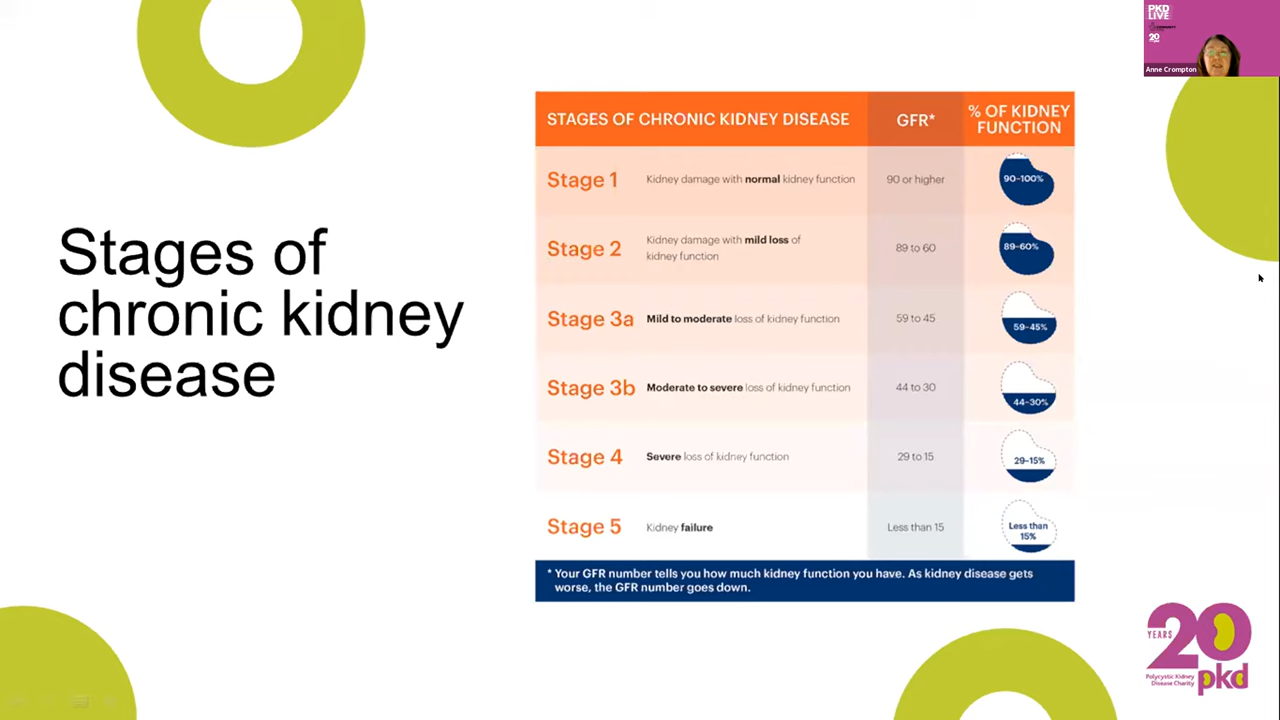 Stages of
chronic kidney
disease
STAGES OF CHRONIC KIDNEY DISEASE GFR* % OF KIDNEY
FUNCTION
Stage 1 Kidney damage with normal kidney function 90 or higher 90–100%
Stage 2 Kidney damage with mild loss of
kidney function 89 to 60 89–60%
Stage 3a Mild to moderate loss of kidney function 59 to 45 59–45%
Stage 3b Moderate to severe loss of kidney function 44 to 30 44–30%
Stage 4 Severe loss of kidney function 29 to 15 29–15%
Stage 5 Kidney failure Less than 15 Less than
15%
* Your GFR number tells you how much kidney function you have. As kidney disease gets
worse, the GFR number goes down.
PKD
LIVE
20
Anne Crompton
YEARS 20
Polycystic Kidney
Disease Charity
pkd